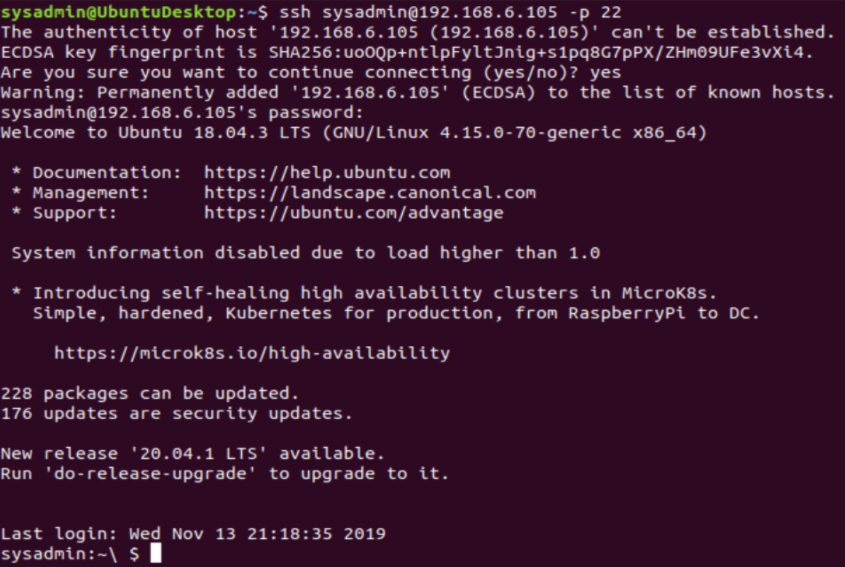 sysadmin@UbuntuDesktop:~$ ssh sysadmin@192.168.6.105 -p 22
The authenticity of host '192.168.6.105 (192.168.6.105)' can't be established.
ECDSA key fingerprint is SHA256:uoOQp+ntlpFyltJnig+s1pq8G7pPX/ZHm09UFe3vXi4.
Are you sure you want to continue connecting (yes/no)? yes
Warning: Permanently added '192.168.6.105' (ECDSA) to the list of known hosts.
sysadmin@192.168.6.105's password:
Welcome to Ubuntu 18.04.3 LTS (GNU/Linux 4.15.0-70-generic x86_64)
* Documentation:  https://help.ubuntu.com
* Management:     https://landscape.canonical.com
* Support:        https://ubuntu.com/advantage
System information disabled due to load higher than 1.0
* Introducing self-healing high availability clusters in MicroK8s.
Simple, hardened, Kubernetes for production, from RaspberryPi to DC.
https://microk8s.io/high-availability
228 packages can be updated.
176 updates are security updates.
New release '20.04.1 LTS' available.
Run 'do-release-upgrade' to upgrade to it.
Last login: Wed Nov 13 21:18:35 2019
sysadmin:~\ $